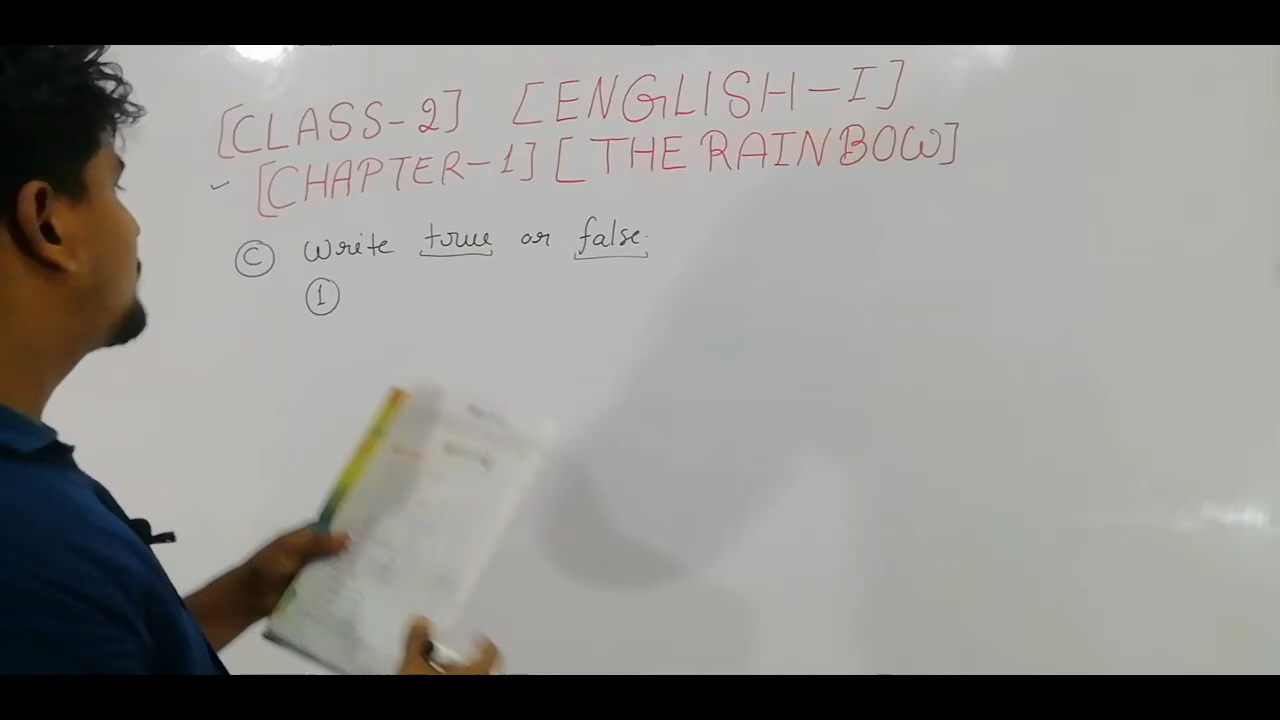 [CLASS-2] [ENGLISH-I]
[CHAPTER-1] [THE RAINBOW]
C Write true or false.
1